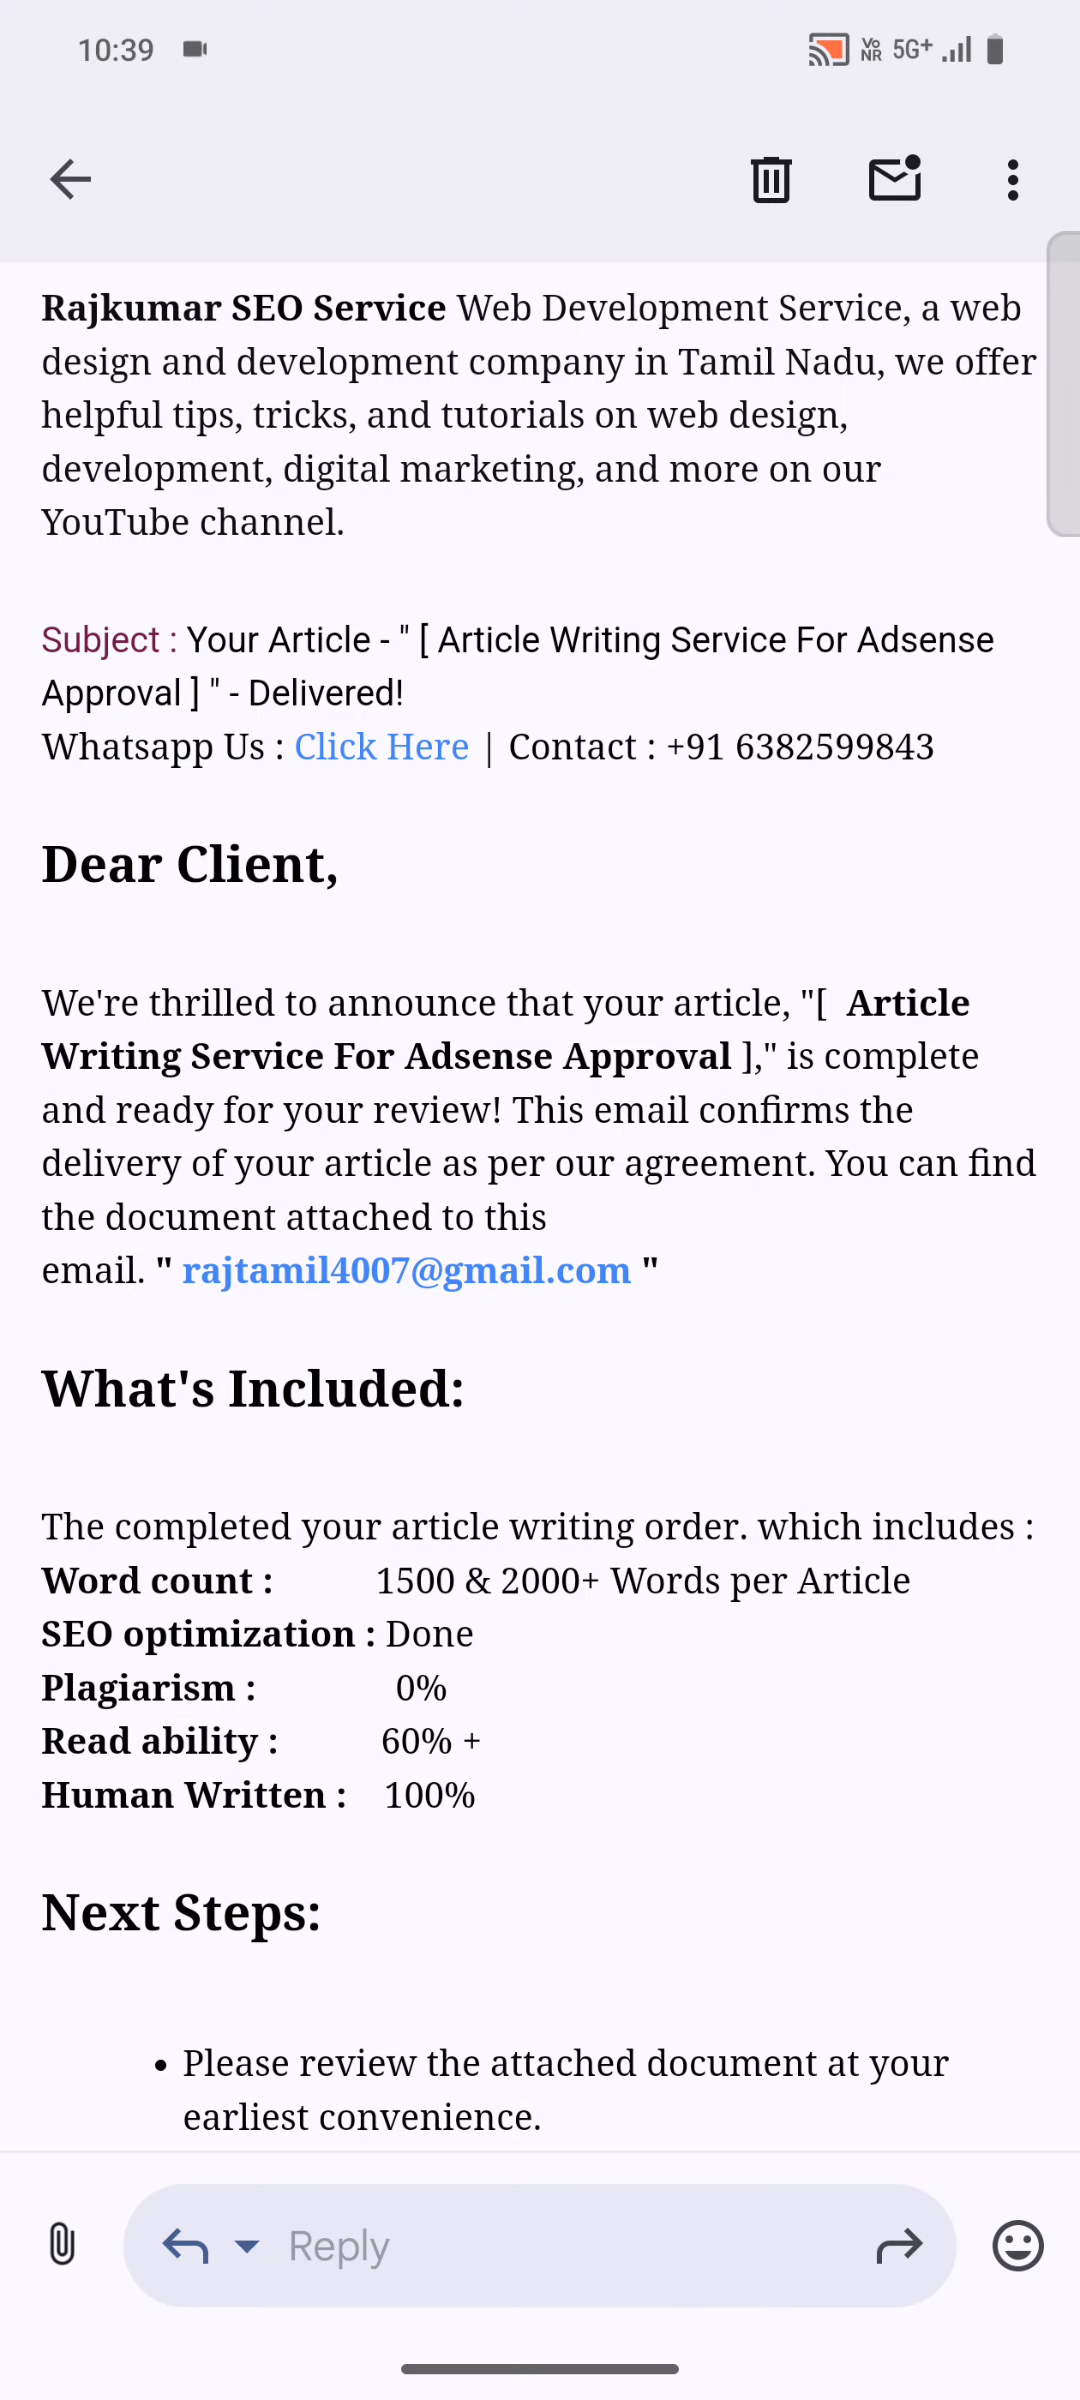 10:39
Vo
NR
5G+
Rajkumar SEO Service Web Development Service, a web
design and development company in Tamil Nadu, we offer
helpful tips, tricks, and tutorials on web design,
development, digital marketing, and more on our
YouTube channel.
Subject : Your Article - " [ Article Writing Service For Adsense
Approval ] " - Delivered!
Whatsapp Us : Click Here | Contact : +91 6382599843
Dear Client,
We're thrilled to announce that your article, "[ Article
Writing Service For Adsense Approval ]," is complete
and ready for your review! This email confirms the
delivery of your article as per our agreement. You can find
the document attached to this
email. " rajtamil4007@gmail.com "
What's Included:
The completed your article writing order. which includes :
Word count : 1500 & 2000+ Words per Article
SEO optimization : Done
Plagiarism : 0%
Read ability : 60% +
Human Written : 100%
Next Steps:
• Please review the attached document at your
earliest convenience.
Reply